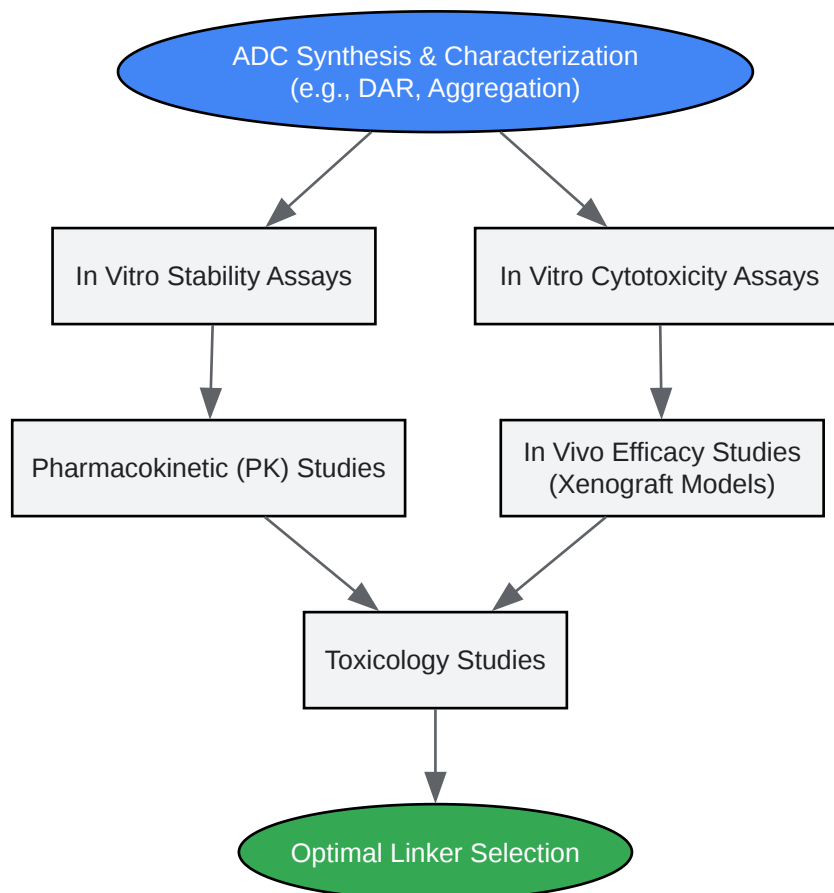 ADC Synthesis & Characterization
(e.g., DAR, Aggregation)
In Vitro Stability Assays
In Vitro Cytotoxicity Assays
Pharmacokinetic (PK) Studies
In Vivo Efficacy Studies
(Xenograft Models)
Toxicology Studies
Optimal Linker Selection